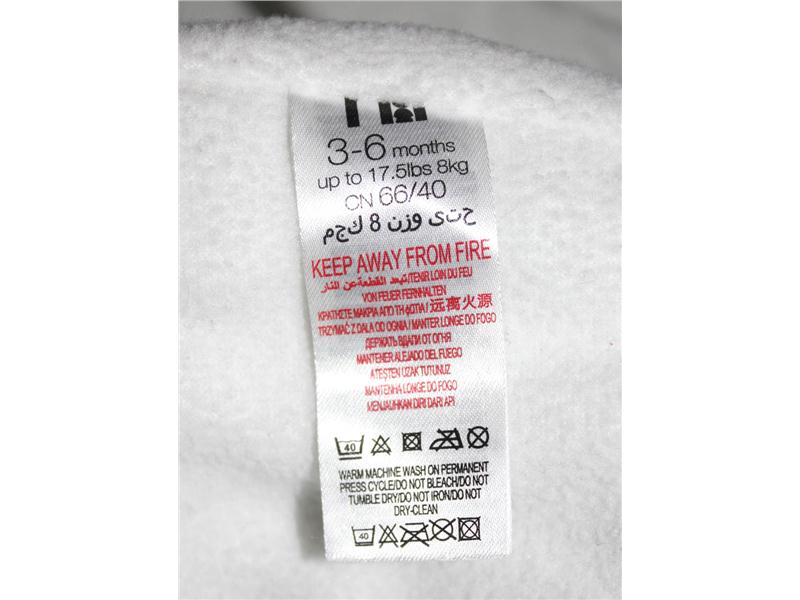 3-6 months
up to 17.5lbs 8kg
CN 66/40
حتى وزن 8 كجم
KEEP AWAY FROM FIRE
تبعد القطعة عن النار/TENIR LOIN DU FEU
VON FEUER FERNHALTEN
ΚΡΑΤΗΣΤΕ ΜΑΚΡΙΑ ΑΠΟ ΤΗ φΩΤΙΑ/远离火源
TRZYMAĆ Z DALA OD OGNIA/MANTER LONGE DO FOGO
ДЕРЖАТЬ ВДАЛИ ОТ ОГНЯ
MANTENER ALEJADO DEL FUEGO
ATEŞTEN UZAK TUTUNUZ
MANTENHA LONGE DO FOGO
MENJAUHKAN DIRI DARI API
40
WARM MACHINE WASH ON PERMANENT
PRESS CYCLE/DO NOT BLEACH/DO NOT
TUMBLE DRY/DO NOT IRON/DO NOT
DRY-CLEAN
40